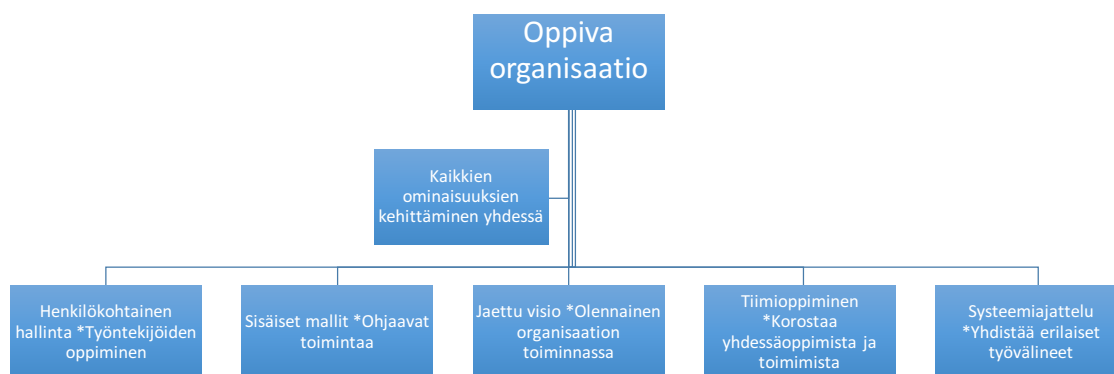 Oppiva
organisaatio
Kaikkien
ominaisuuksien
kehittäminen yhdessä
Henkilökohtainen
hallinta *Työntekijöiden
oppiminen
Sisäiset mallit *Ohjaavat
toimintaa
Jaettu visio *Olennainen
organisaation
toiminnassa
Tiimioppiminen
*Korostaa
yhdessäoppimista ja
toimimista
Systeemiajattelu
*Yhdistää erilaiset
työvälineet